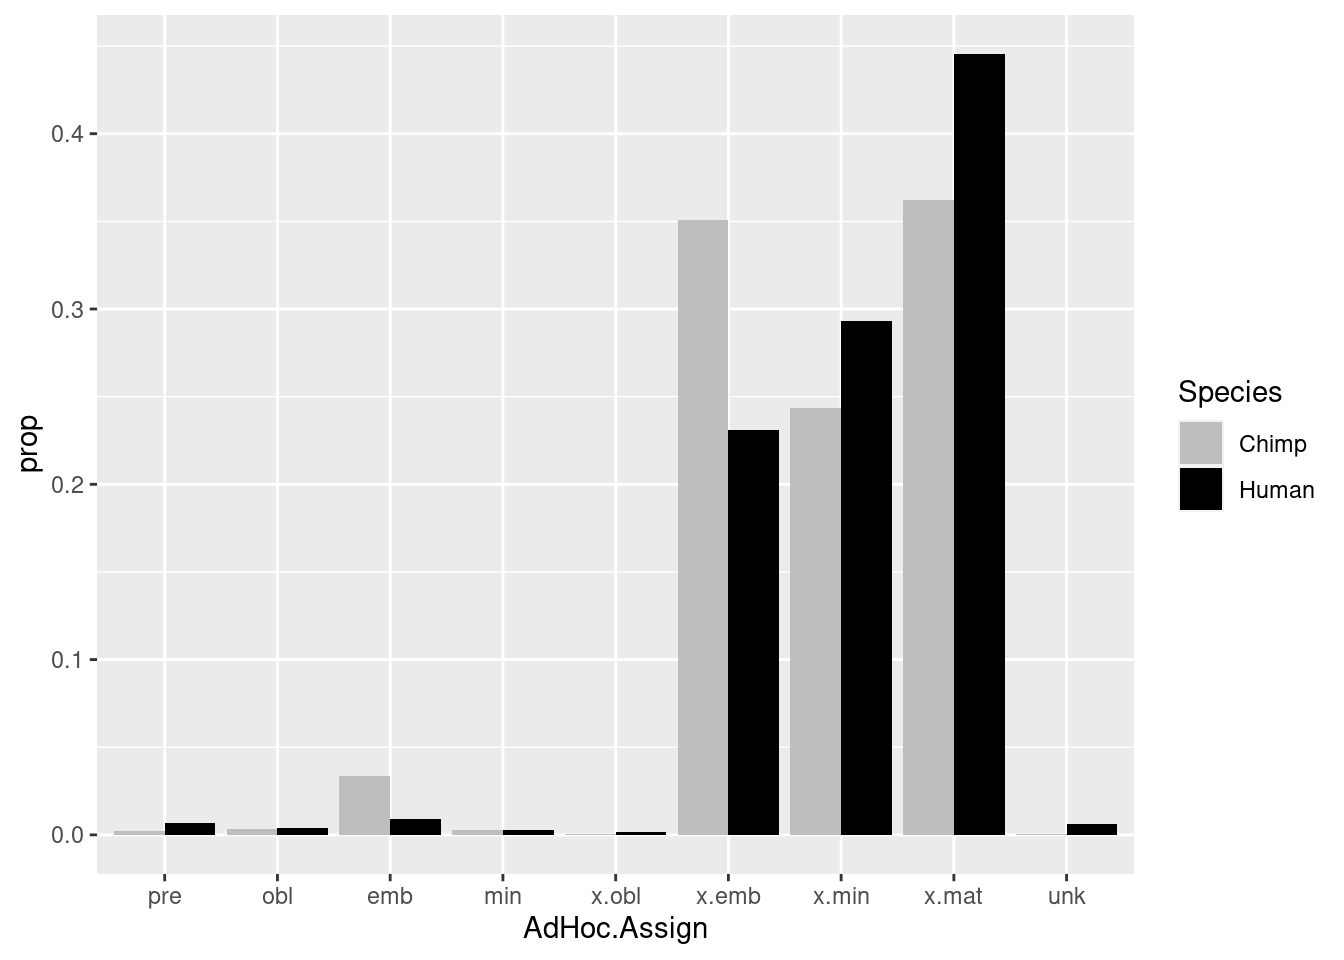 0.4
0.3
0.2
0.1
0.0
prop
pre obl emb min x.obl x.emb x.min x.mat unk
AdHoc.Assign
Species
Chimp
Human